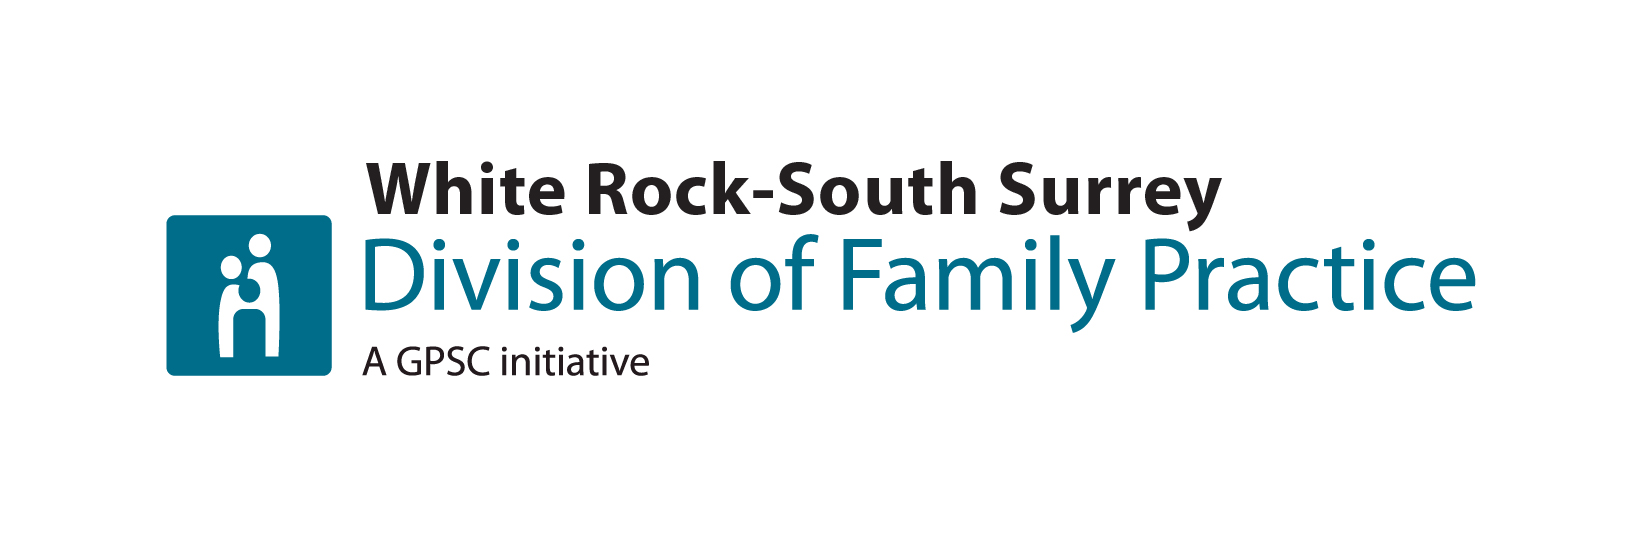 White Rock-South Surrey
Division of Family Practice
A GPSC initiative